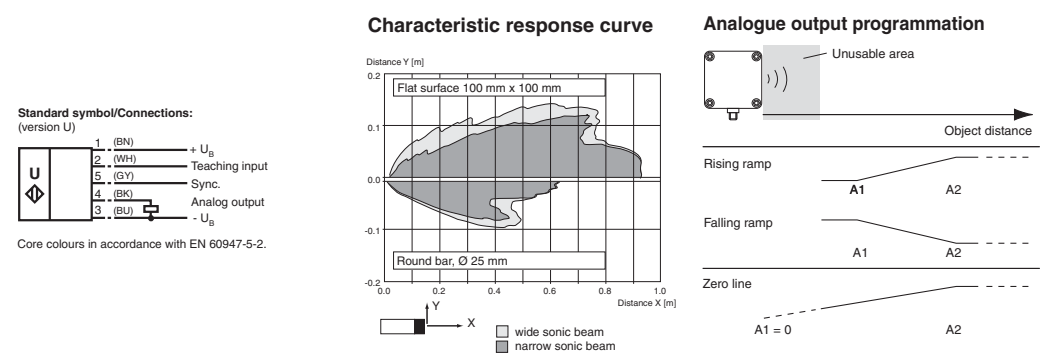 Standard symbol/Connections:
(version U)
U
1 (BN) + UB
2 (WH) Teaching input
5 (GY) Sync.
4 (BK) Analog output
3 (BU) - UB
Core colours in accordance with EN 60947-5-2.
Characteristic response curve
Distance Y [m]
0.2
Flat surface 100 mm x 100 mm
0.1
0.0
-0.1
Round bar, Ø 25 mm
-0.2
0.0 0.2 0.4 0.6 0.8 1.0
Distance X [m]
Y
X
wide sonic beam
narrow sonic beam
Analogue output programmation
Unusable area
Object distance
Rising ramp
A1 A2
Falling ramp
A1 A2
Zero line
A1 = 0 A2